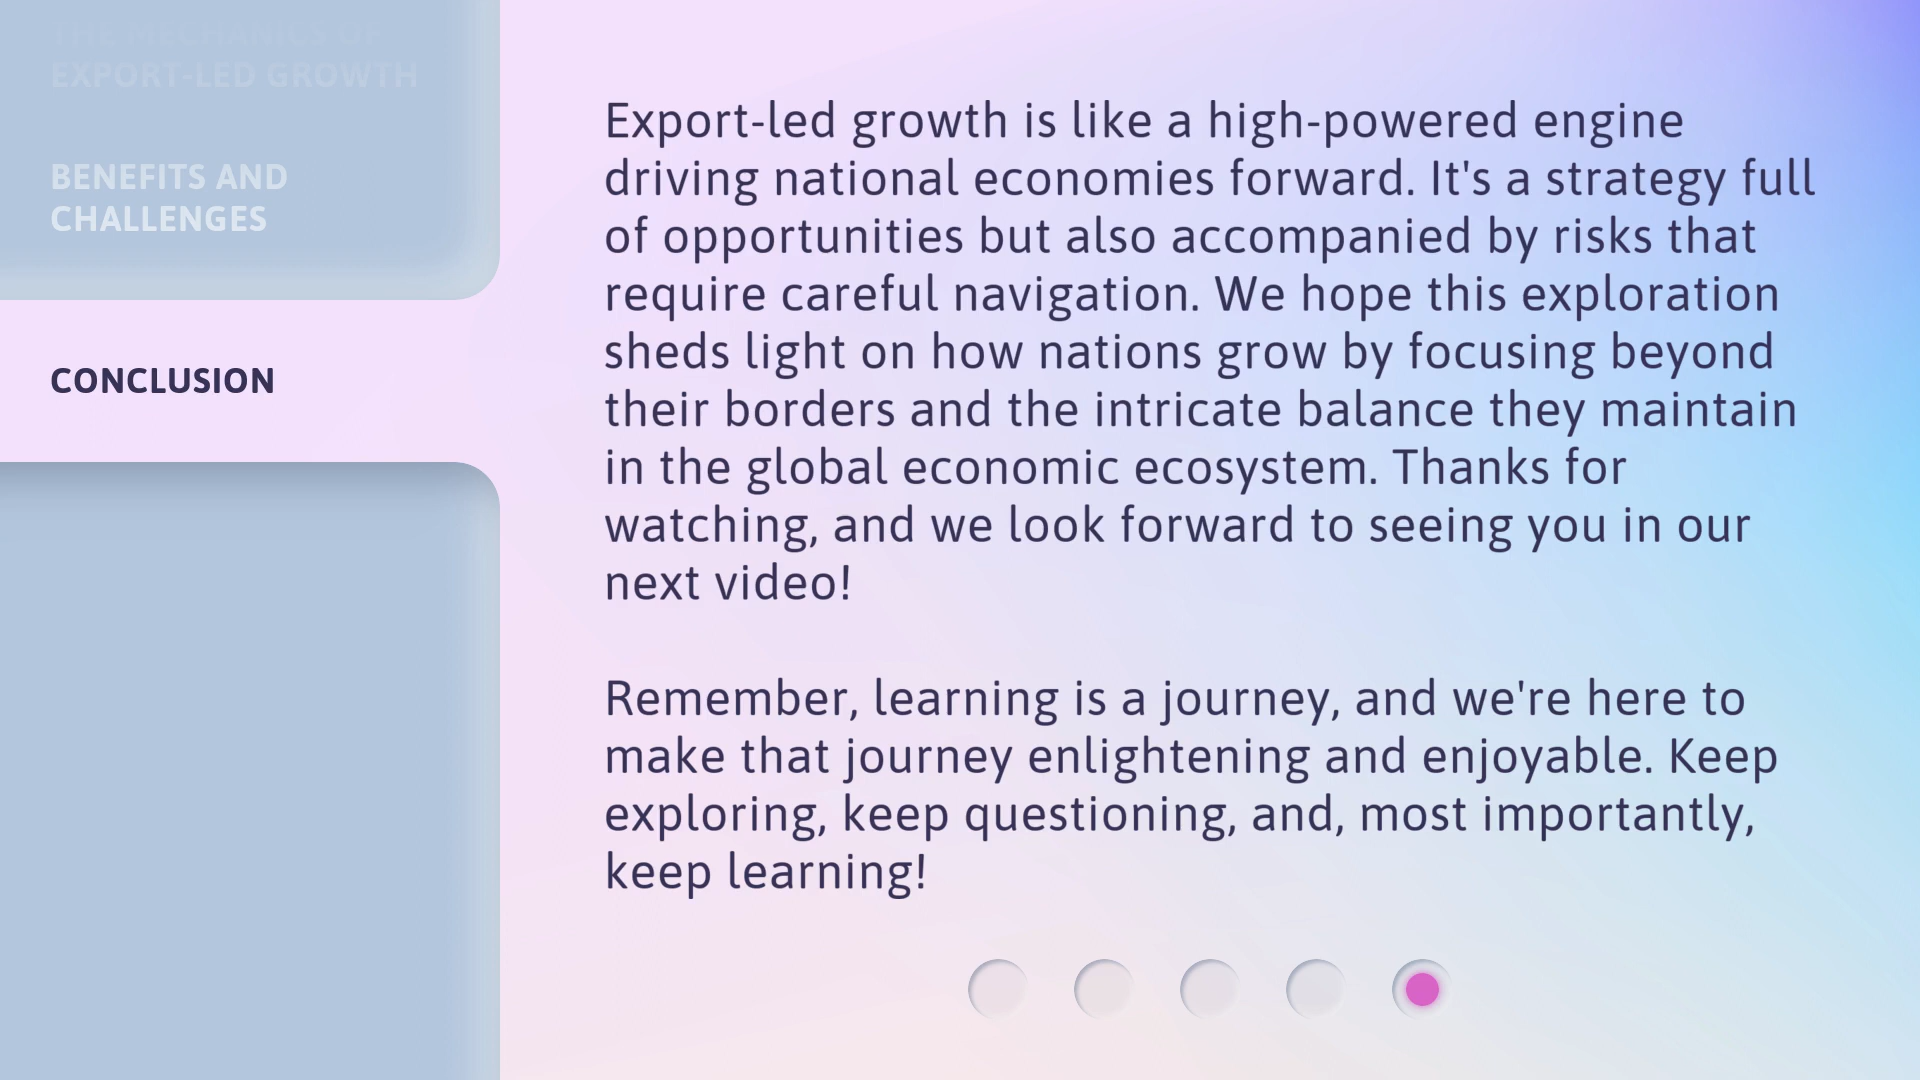 THE MECHANICS OF
EXPORT-LED GROWTH
BENEFITS AND
CHALLENGES
CONCLUSION
Export-led growth is like a high-powered engine
driving national economies forward. It's a strategy full
of opportunities but also accompanied by risks that
require careful navigation. We hope this exploration
sheds light on how nations grow by focusing beyond
their borders and the intricate balance they maintain
in the global economic ecosystem. Thanks for
watching, and we look forward to seeing you in our
next video!
Remember, learning is a journey, and we're here to
make that journey enlightening and enjoyable. Keep
exploring, keep questioning, and, most importantly,
keep learning!